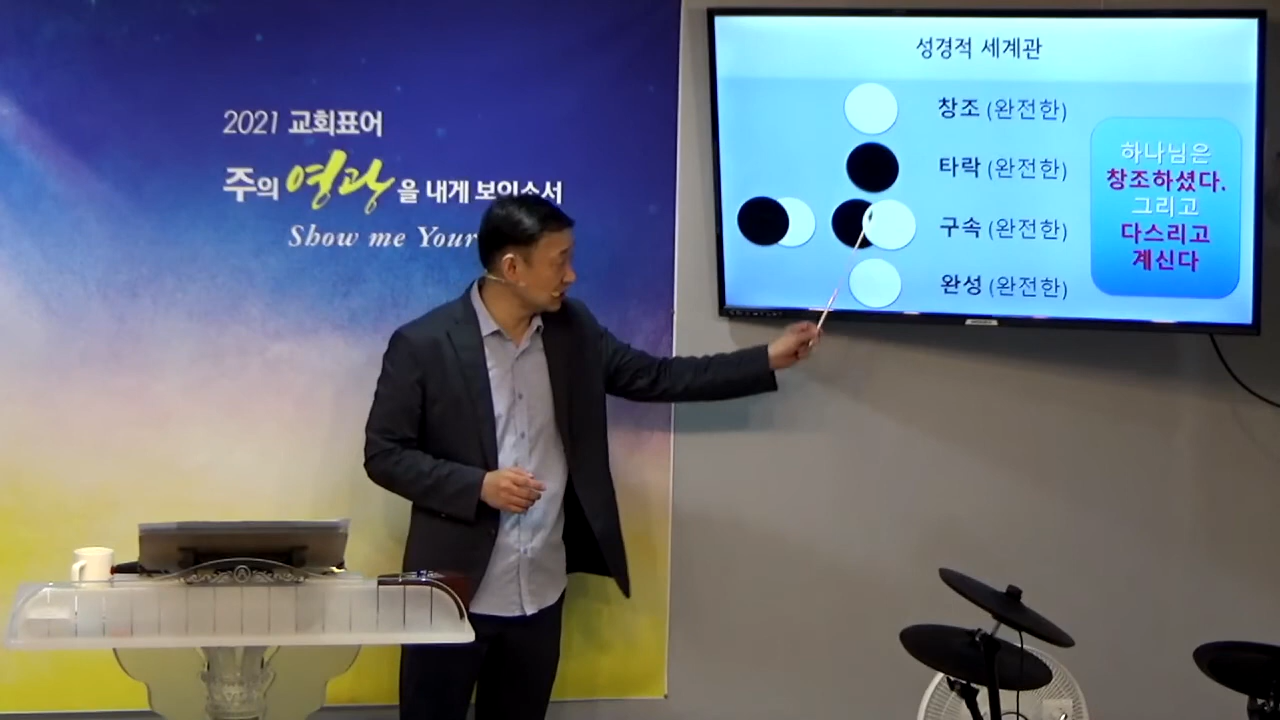 2021 교회표어
주의 영광을 내게 보이소서
Show me Your
성경적 세계관
창조 (완전한)
타락 (완전한)
구속 (완전한)
완성 (완전한)
하나님은
창조하셨다.
그리고
다스리고
계신다